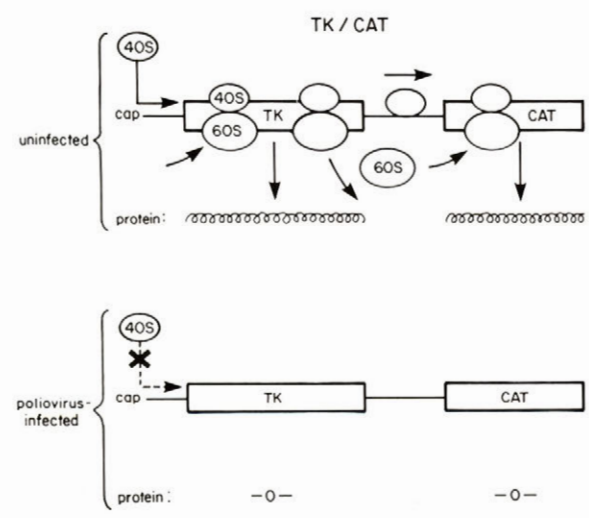 TK / CAT
40S
40S
cap
TK
CAT
60S
uninfected
60S
protein:
40S
cap
TK
CAT
poliovirus-
infected
protein:
-0-
-0-